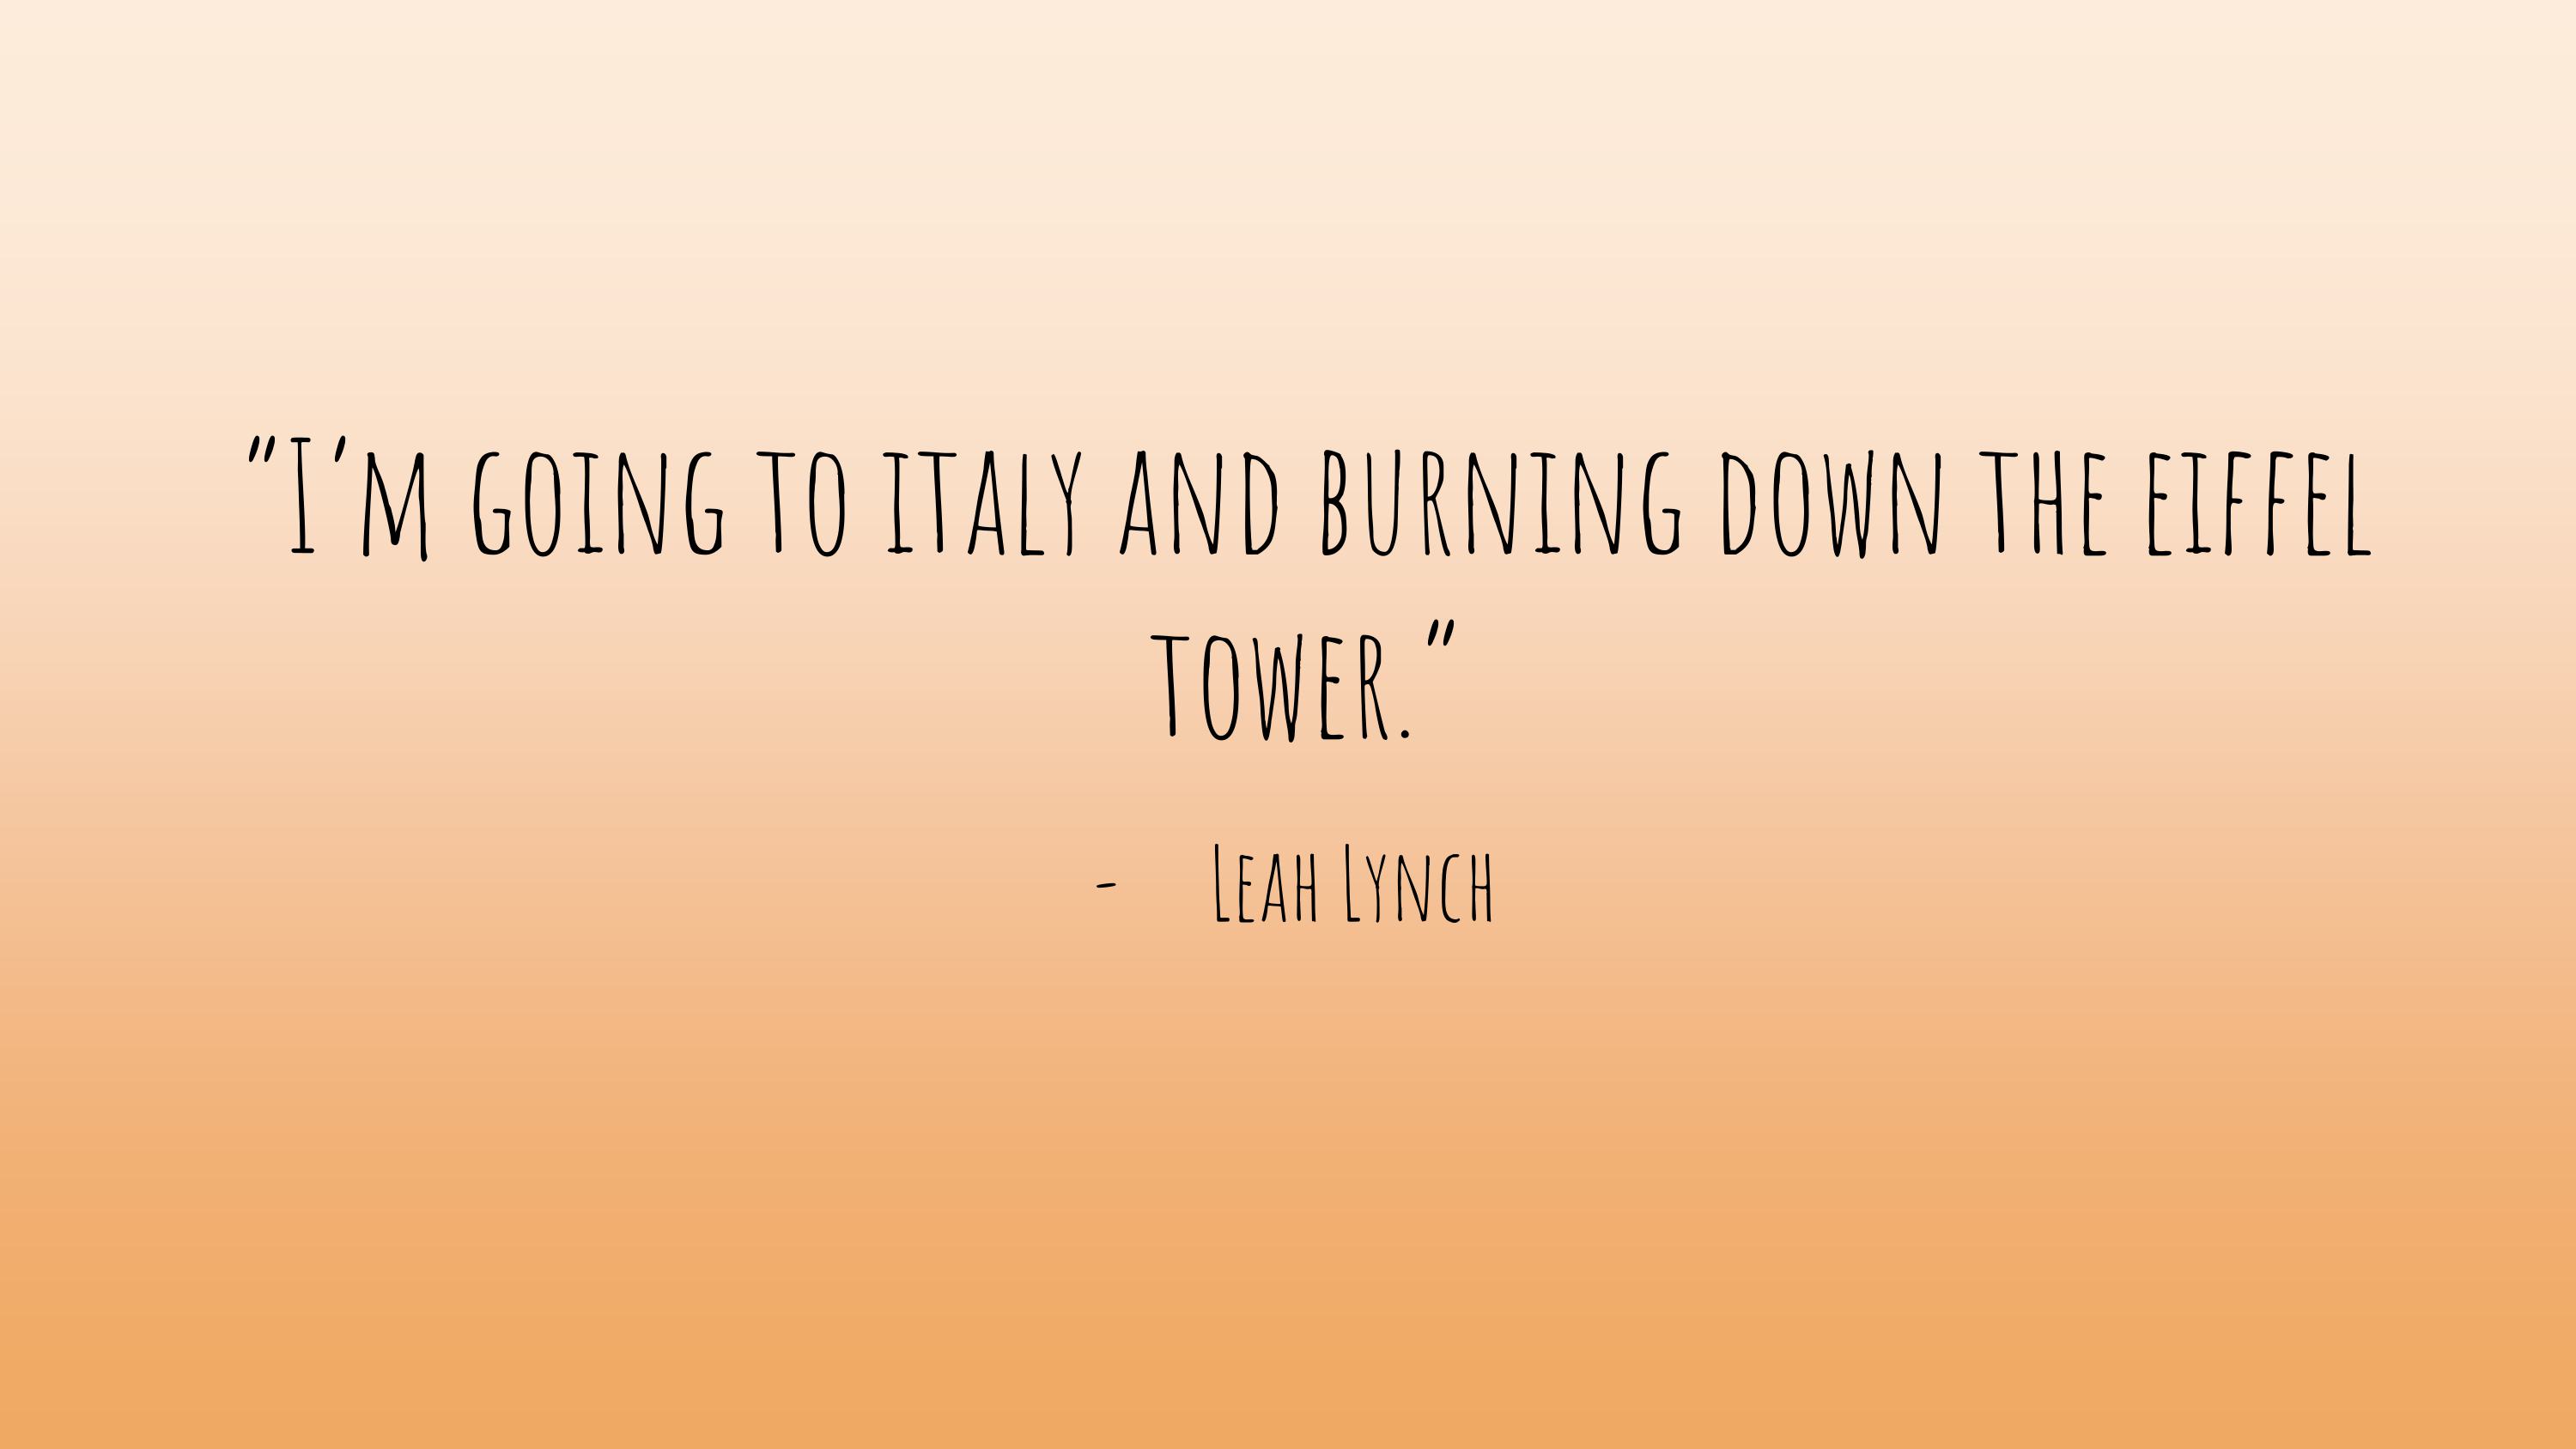 "I'm going to italy and burning down the eiffel
tower."
- Leah Lynch